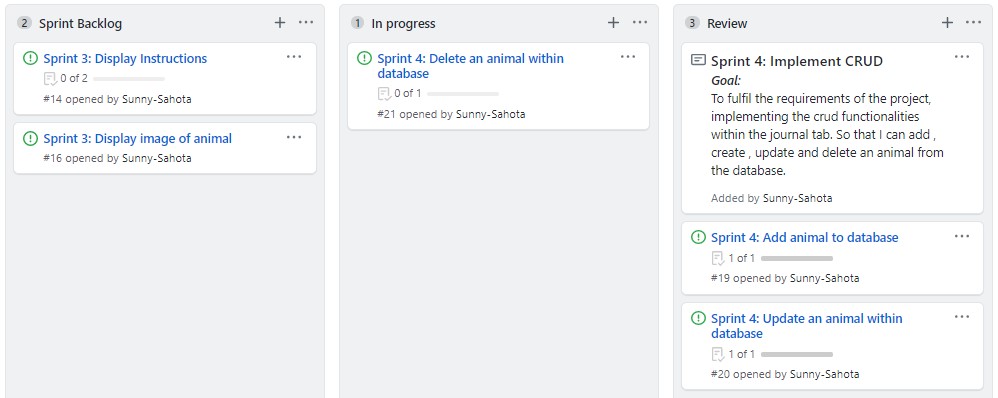 2 Sprint Backlog
Sprint 3: Display Instructions
0 of 2
#14 opened by Sunny-Sahota
Sprint 3: Display image of animal
#16 opened by Sunny-Sahota
1 In progress
Sprint 4: Delete an animal within
database
0 of 1
#21 opened by Sunny-Sahota
3 Review
Sprint 4: Implement CRUD
Goal:
To fulfil the requirements of the project,
implementing the crud functionalities
within the journal tab. So that I can add ,
create , update and delete an animal from
the database.
Added by Sunny-Sahota
Sprint 4: Add animal to database
1 of 1
#19 opened by Sunny-Sahota
Sprint 4: Update an animal within
database
1 of 1
#20 opened by Sunny-Sahota